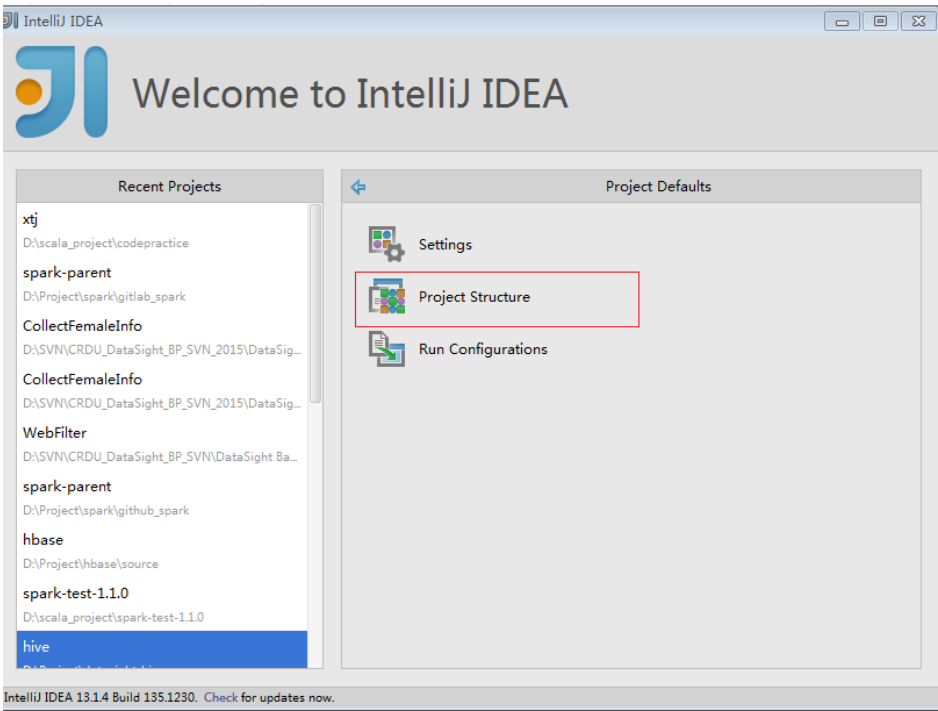 IntelliJ IDEA
Welcome to IntelliJ IDEA
Recent Projects
xtj
D:\scala_project\codepractice
spark-parent
D:\Project\spark\gitlab_spark
CollectFemaleInfo
D:\SVN\CRDU_DataSight_BP_SVN_2015\DataSig...
CollectFemaleInfo
D:\SVN\CRDU_DataSight_BP_SVN_2015\DataSig...
WebFilter
D:\SVN\CRDU_DataSight_BP_SVN\DataSight Ba...
spark-parent
D:\Project\spark\github_spark
hbase
D:\Project\hbase\source
spark-test-1.1.0
D:\scala_project\spark-test-1.1.0
hive
Project Defaults
Settings
Project Structure
Run Configurations
IntelliJ IDEA 13.1.4 Build 135.1230. Check for updates now.